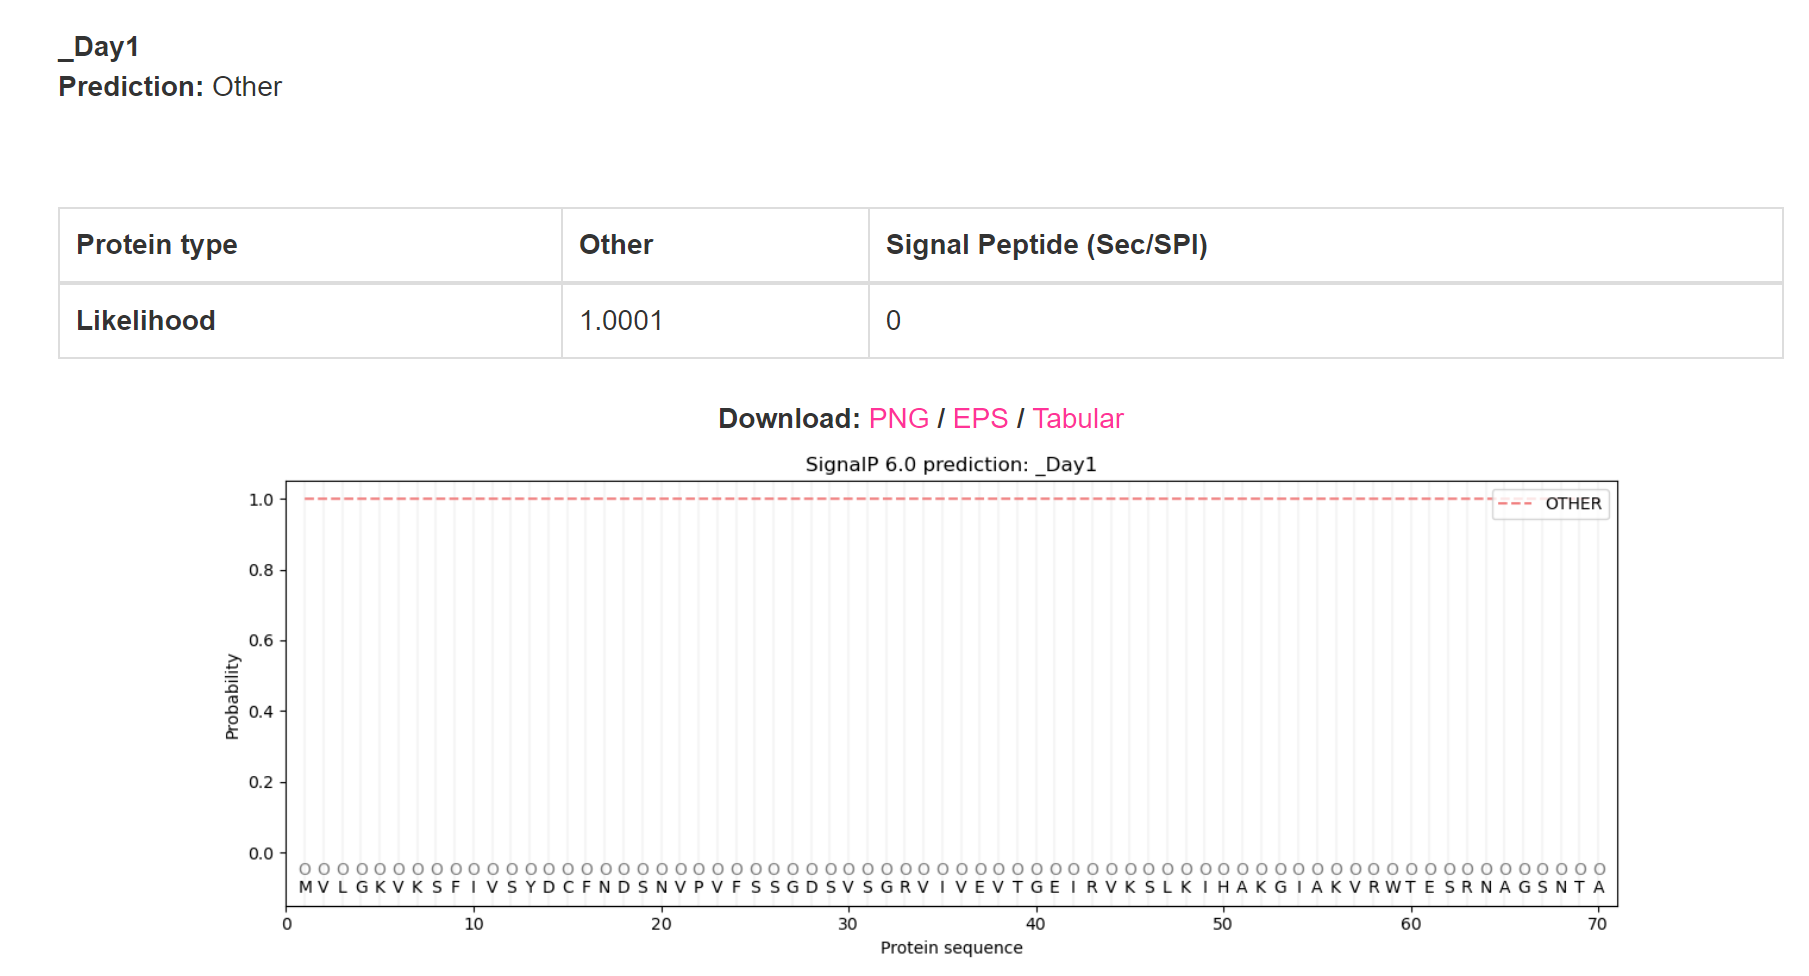 _Day1
Prediction: Other
Protein type Other Signal Peptide (Sec/SPI)
Likelihood 1.0001 0
Download: PNG / EPS / Tabular
SignalP 6.0 prediction: _Day1
OTHER
1.0
0.8
0.6
0.4
0.2
0.0
Probability
O O O O O O O O O O O O O O O O O O O O O O O O O O O O O O O O O O O O O O O O O O O O O O O O O O O O O O O O O O O O O O O O O O O O O O
M V L G K V K S F I V S Y D C F N D S N V P V F S S G D S V S G R V I V E V T G E I R V K S L K I H A K G I A K V R W T E S R N A G S N T A
0 10 20 30 40 50 60 70
Protein sequence